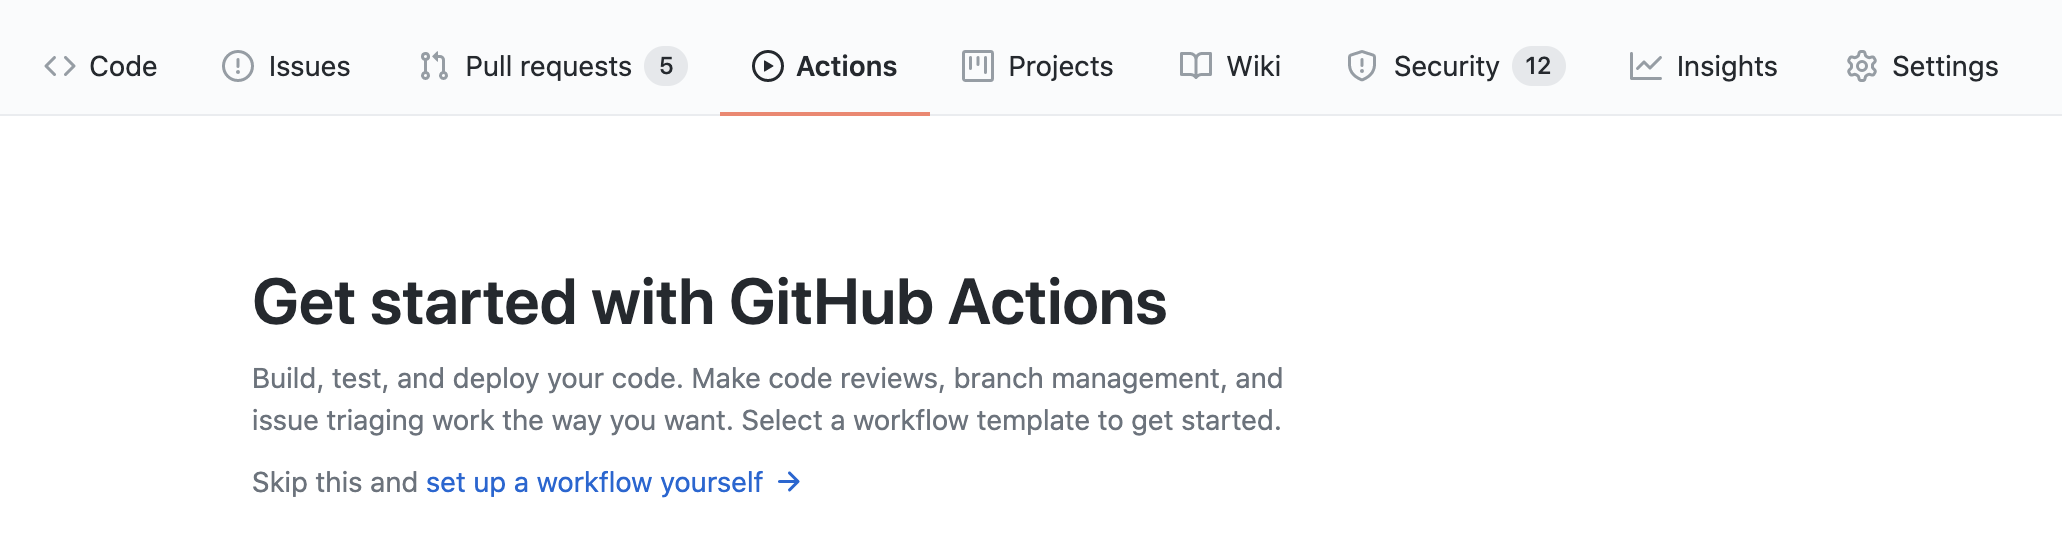 Code Issues Pull requests 5 Actions Projects Wiki Security 12 Insights Settings
Get started with GitHub Actions
Build, test, and deploy your code. Make code reviews, branch management, and
issue triaging work the way you want. Select a workflow template to get started.
Skip this and set up a workflow yourself →